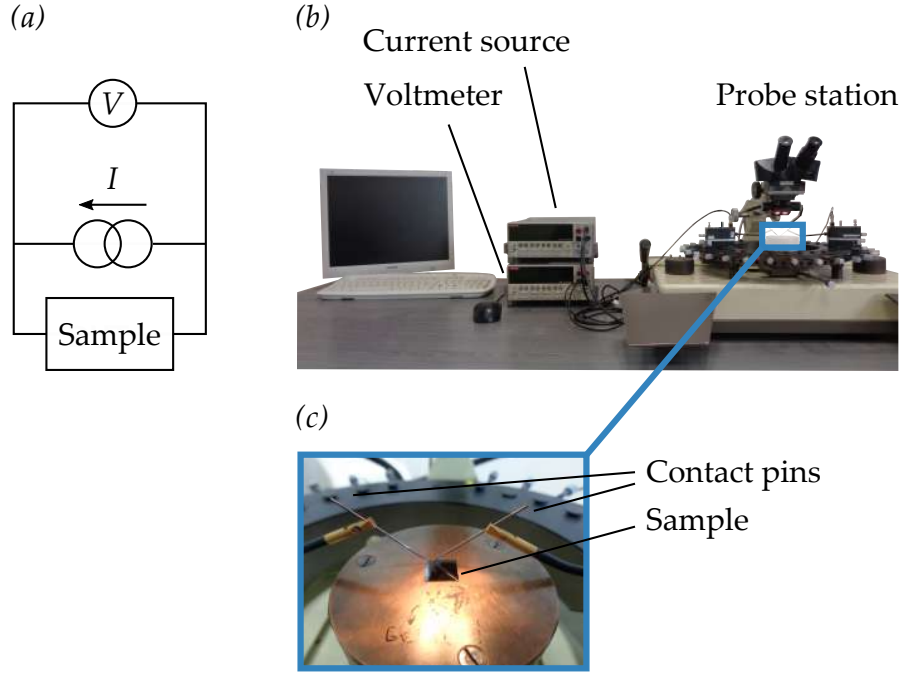 (a)
V
I
Sample
(b)
Current source
Voltmeter
Probe station
(c)
Contact pins
Sample